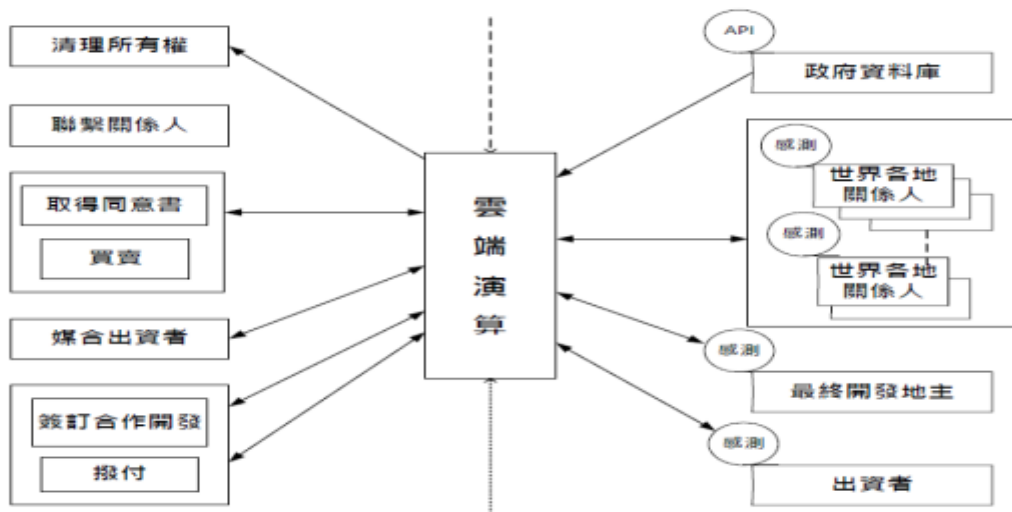 清理所有權
聯繫關係人
取得同意書
買賣
媒合出資者
簽訂合作開發
撥付
雲
端
演
算
API
政府資料庫
感測
世界各地
關係人
感測
世界各地
關係人
感測
最終開發地主
感測
出資者